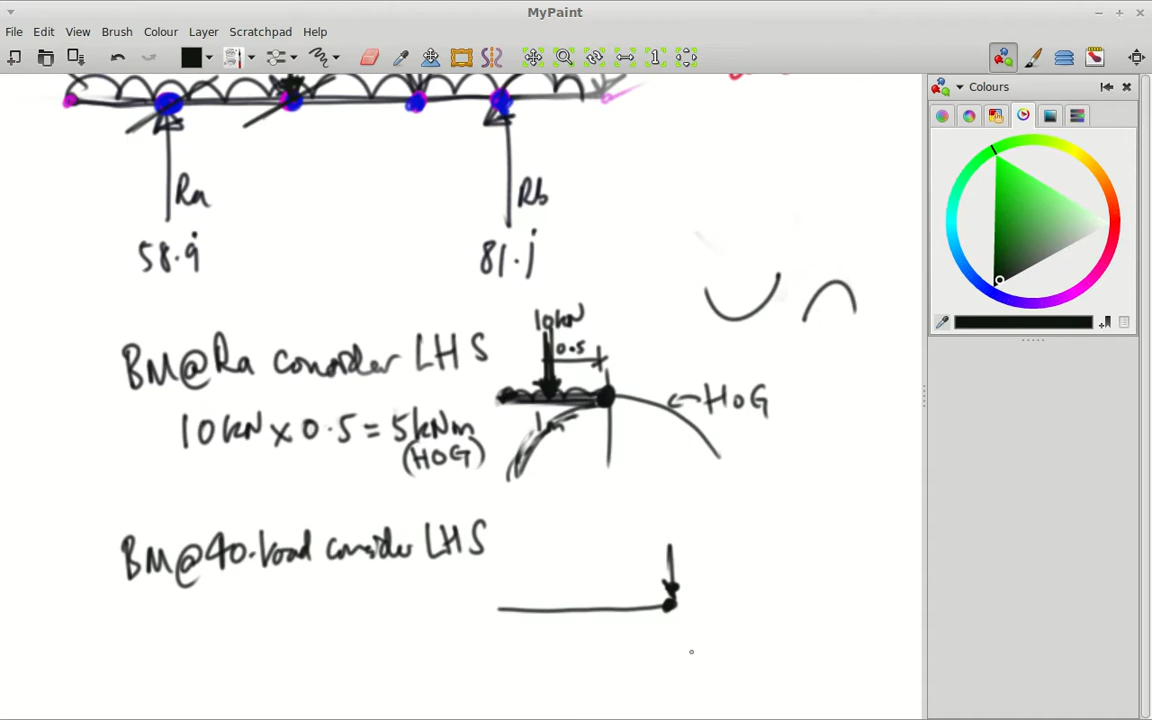 MyPaint
File Edit View Brush Colour Layer Scratchpad Help
Colours
Ra Rb
58.9̇ 81.1̇
10kN
0.5
BM@Ra consider LHS
← HOG
10kN x 0.5 = 5kNm
1m
(HOG)
BM@40.load consider LHS